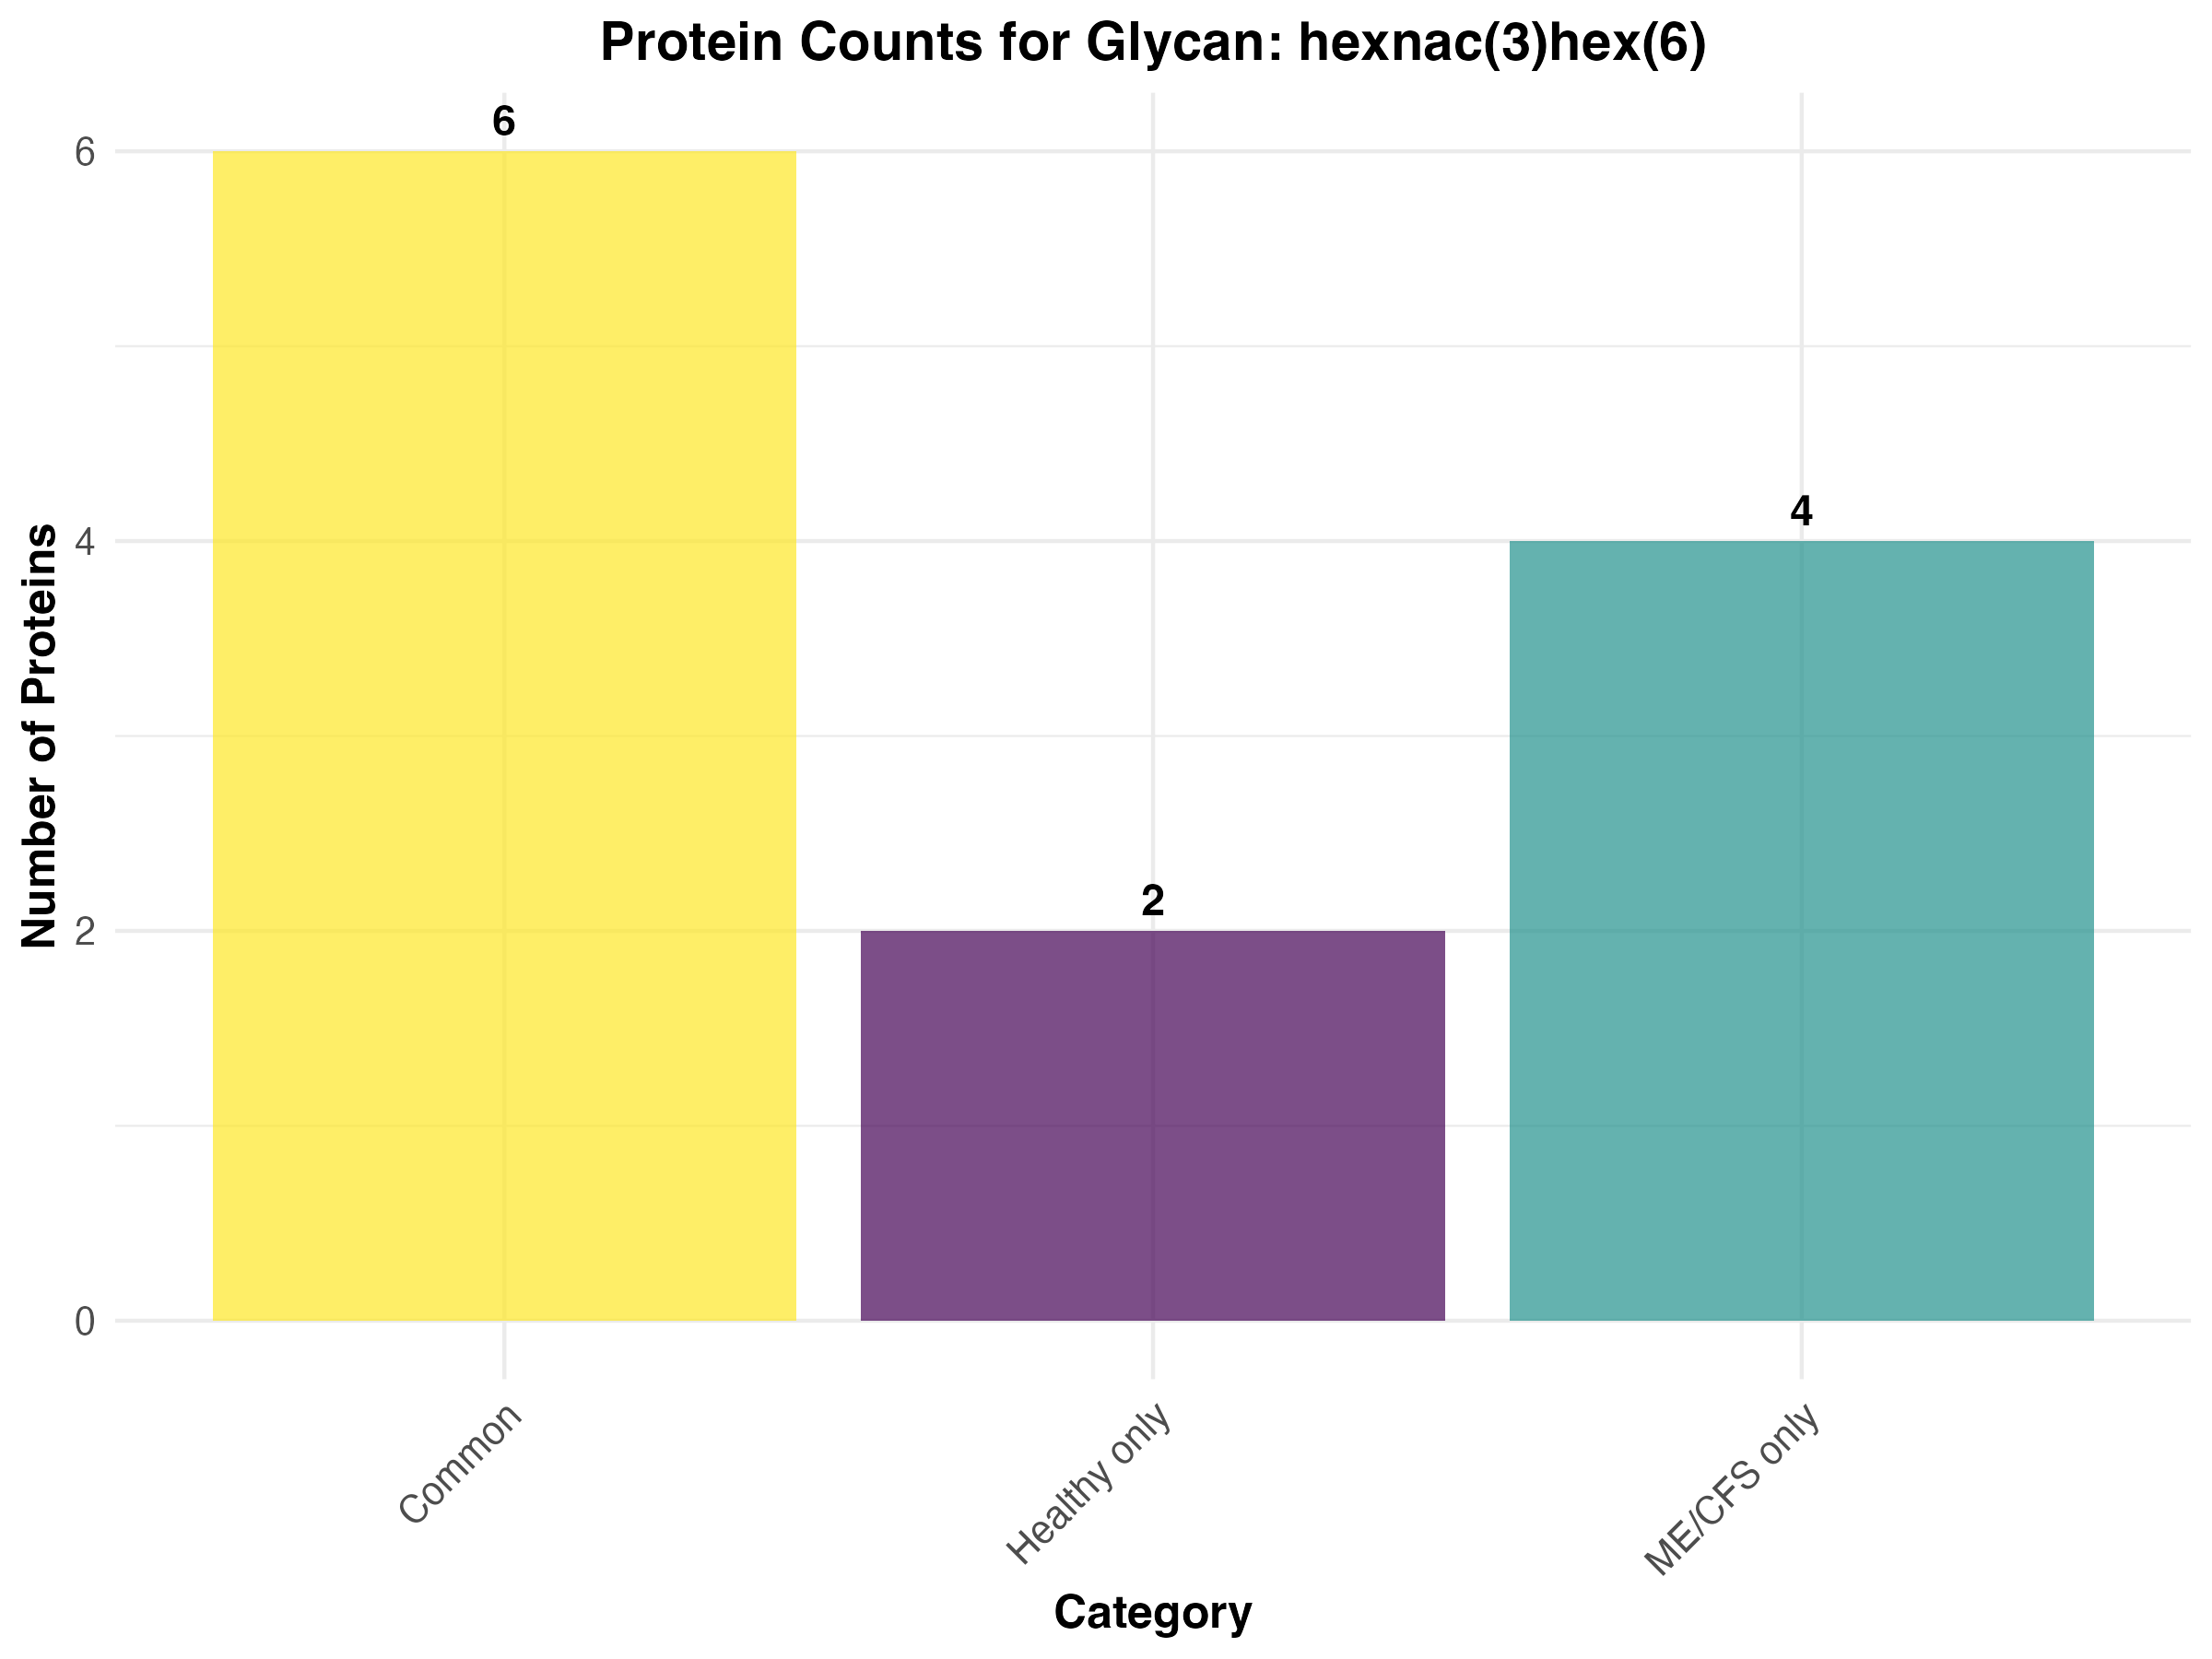 Protein Counts for Glycan: hexnac(3)hex(6)
Number of Proteins
6
4
2
0
6
2
4
Common
Healthy only
ME/CFS only
Category